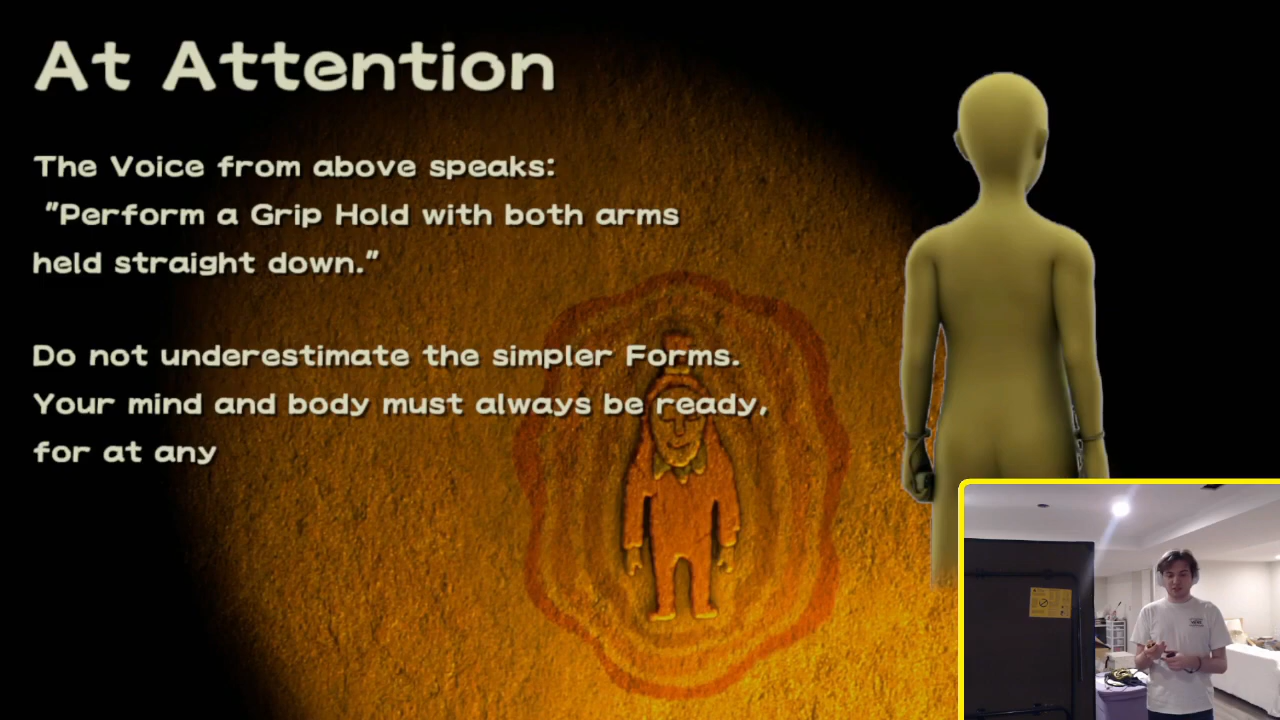 At Attention
The Voice from above speaks:
"Perform a Grip Hold with both arms
held straight down."
Do not underestimate the simpler Forms.
Your mind and body must always be ready,
for at any